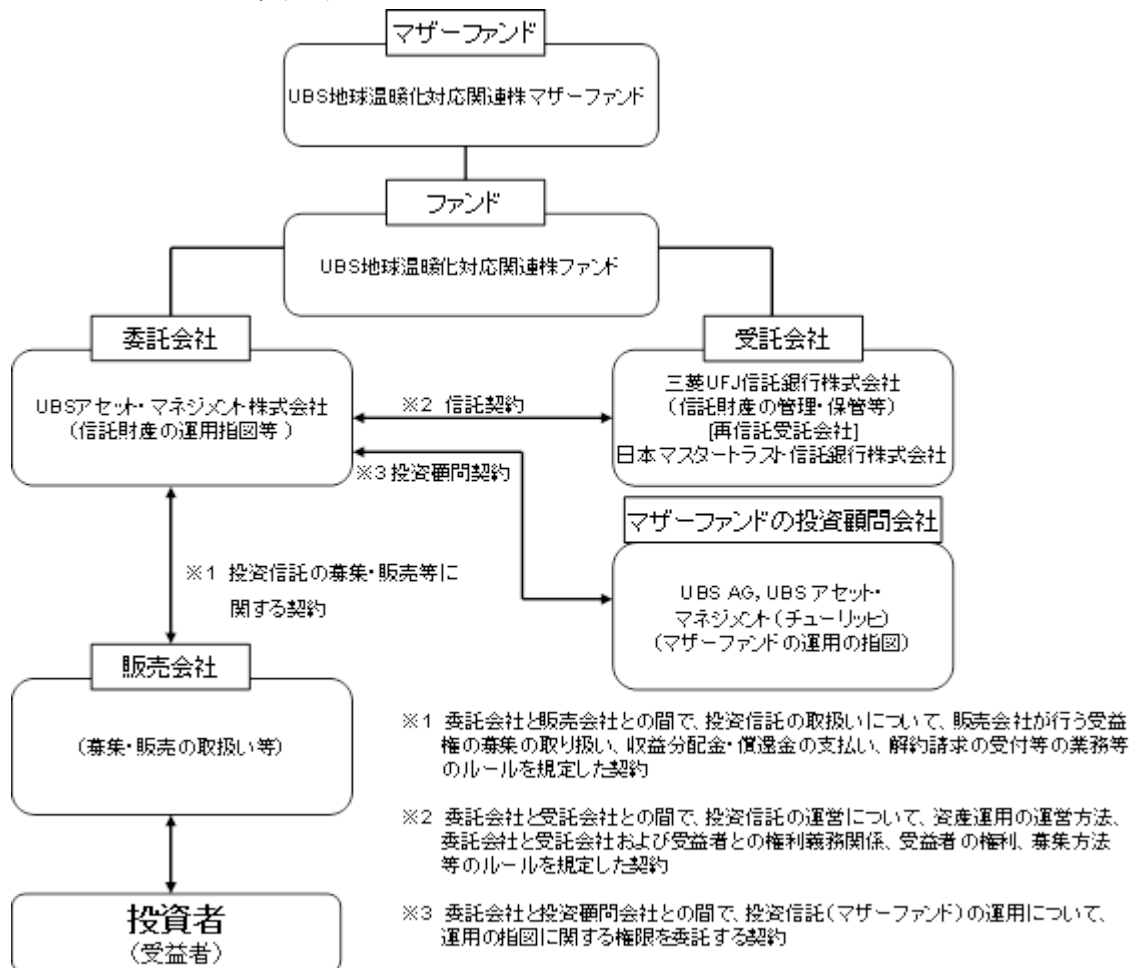 マザーファンド
UBS地球温暖化対応関連株マザーファンド
ファンド
UBS地球温暖化対応関連株ファンド
委託会社
UBSアセット・マネジメント株式会社
(信託財産の運用指図等)
受託会社
三菱UFJ信託銀行株式会社
(信託財産の管理・保管等)
[再信託受託会社]
日本マスタートラスト信託銀行株式会社
※2 信託契約
※3投資顧問契約
マザーファンドの投資顧問会社
UBS AG, UBS アセット・
マネジメント(チューリッヒ)
(マザーファンドの運用の指図)
※1 投資信託の募集・販売等に
関する契約
販売会社
(募集・販売の取扱い等)
投資者
(受益者)
※1 委託会社と販売会社との間で、投資信託の取扱いについて、販売会社が行う受益
権の募集の取り扱い、収益分配金・償還金の支払い、解約請求の受付等の業務等
のルールを規定した契約
※2 委託会社と受託会社との間で、投資信託の運営について、資産運用の運営方法、
委託会社と受託会社および受益者との権利義務関係、受益者の権利、募集方法
等のルールを規定した契約
※3 委託会社と投資顧問会社との間で、投資信託(マザーファンド)の運用について、
運用の指図に関する権限を委託する契約